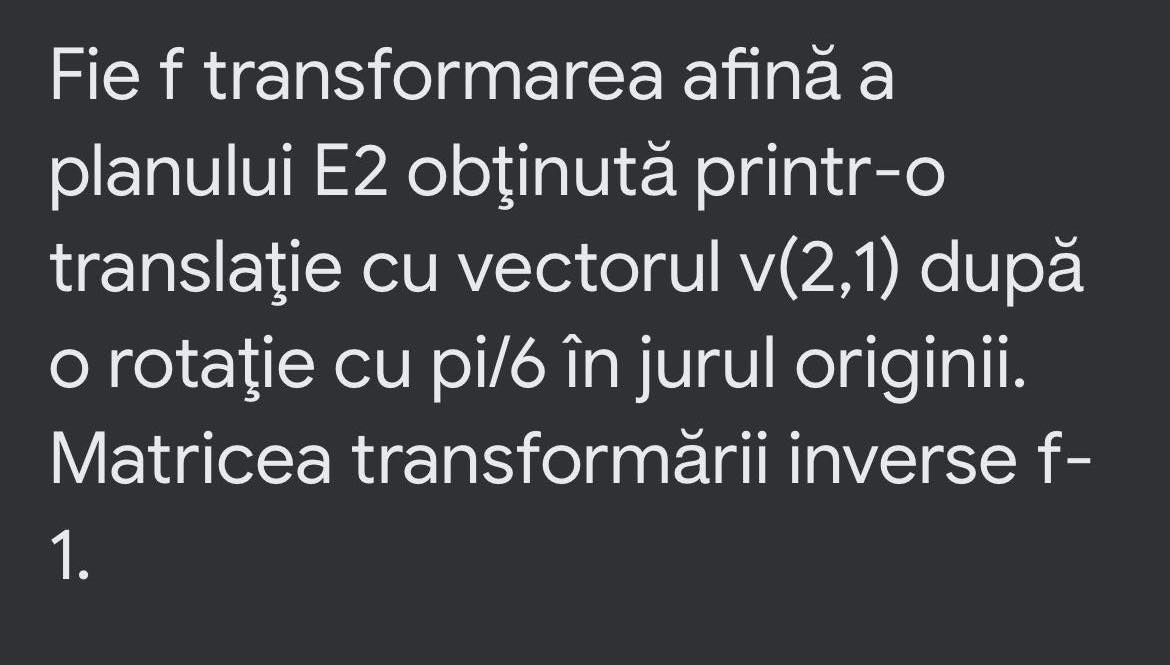 Fie f transformarea afină a
planului E2 obţinută printr-o
translaţie cu vectorul v(2,1) după
o rotaţie cu pi/6 în jurul originii.
Matricea transformării inverse f-
1.